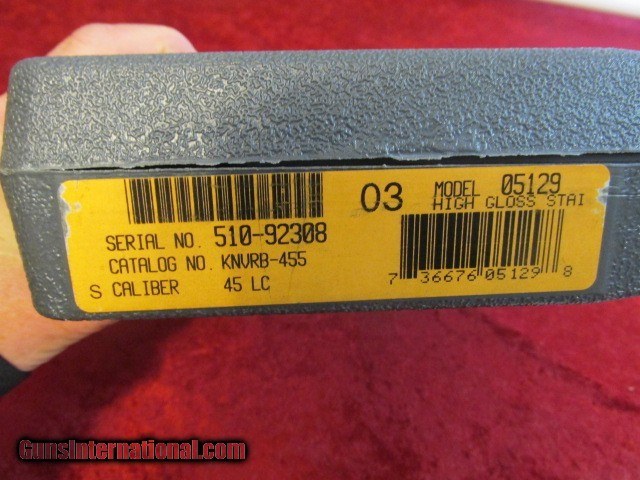 03 MODEL 05129
HIGH GLOSS STAI
SERIAL NO. 510-92308
CATALOG NO. KNVRB-455
S CALIBER 45 LC
7 36676 05129 8
GunsInternational.com